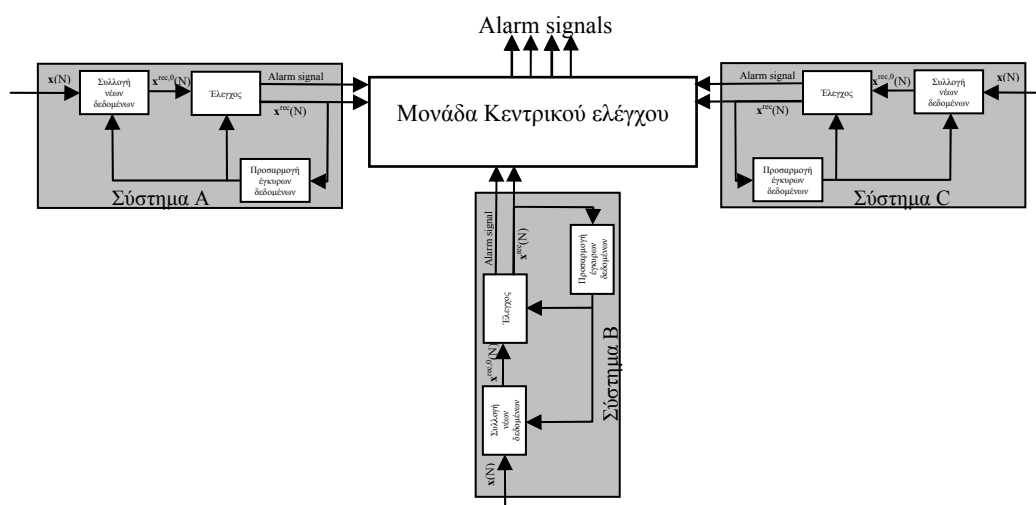 Alarm signals
Μονάδα Κεντρικού ελέγχου
x(N)
Συλλογή
νέων
δεδομένων
x^rec,0(N)
Έλεγχος
Alarm signal
x^rec(N)
Προσαρμογή
έγκυρων
δεδομένων
Σύστημα Α
Alarm signal
x^rec(N)
Έλεγχος
x^rec,0(N)
Συλλογή
νέων
δεδομένων
x(N)
Προσαρμογή
έγκυρων
δεδομένων
Σύστημα C
Alarm signal
x^rec(N)
Προσαρμογή
έγκυρων
δεδομένων
Έλεγχος
x^rec,0(N)
Συλλογή
νέων
δεδομένων
x(N)
Σύστημα Β